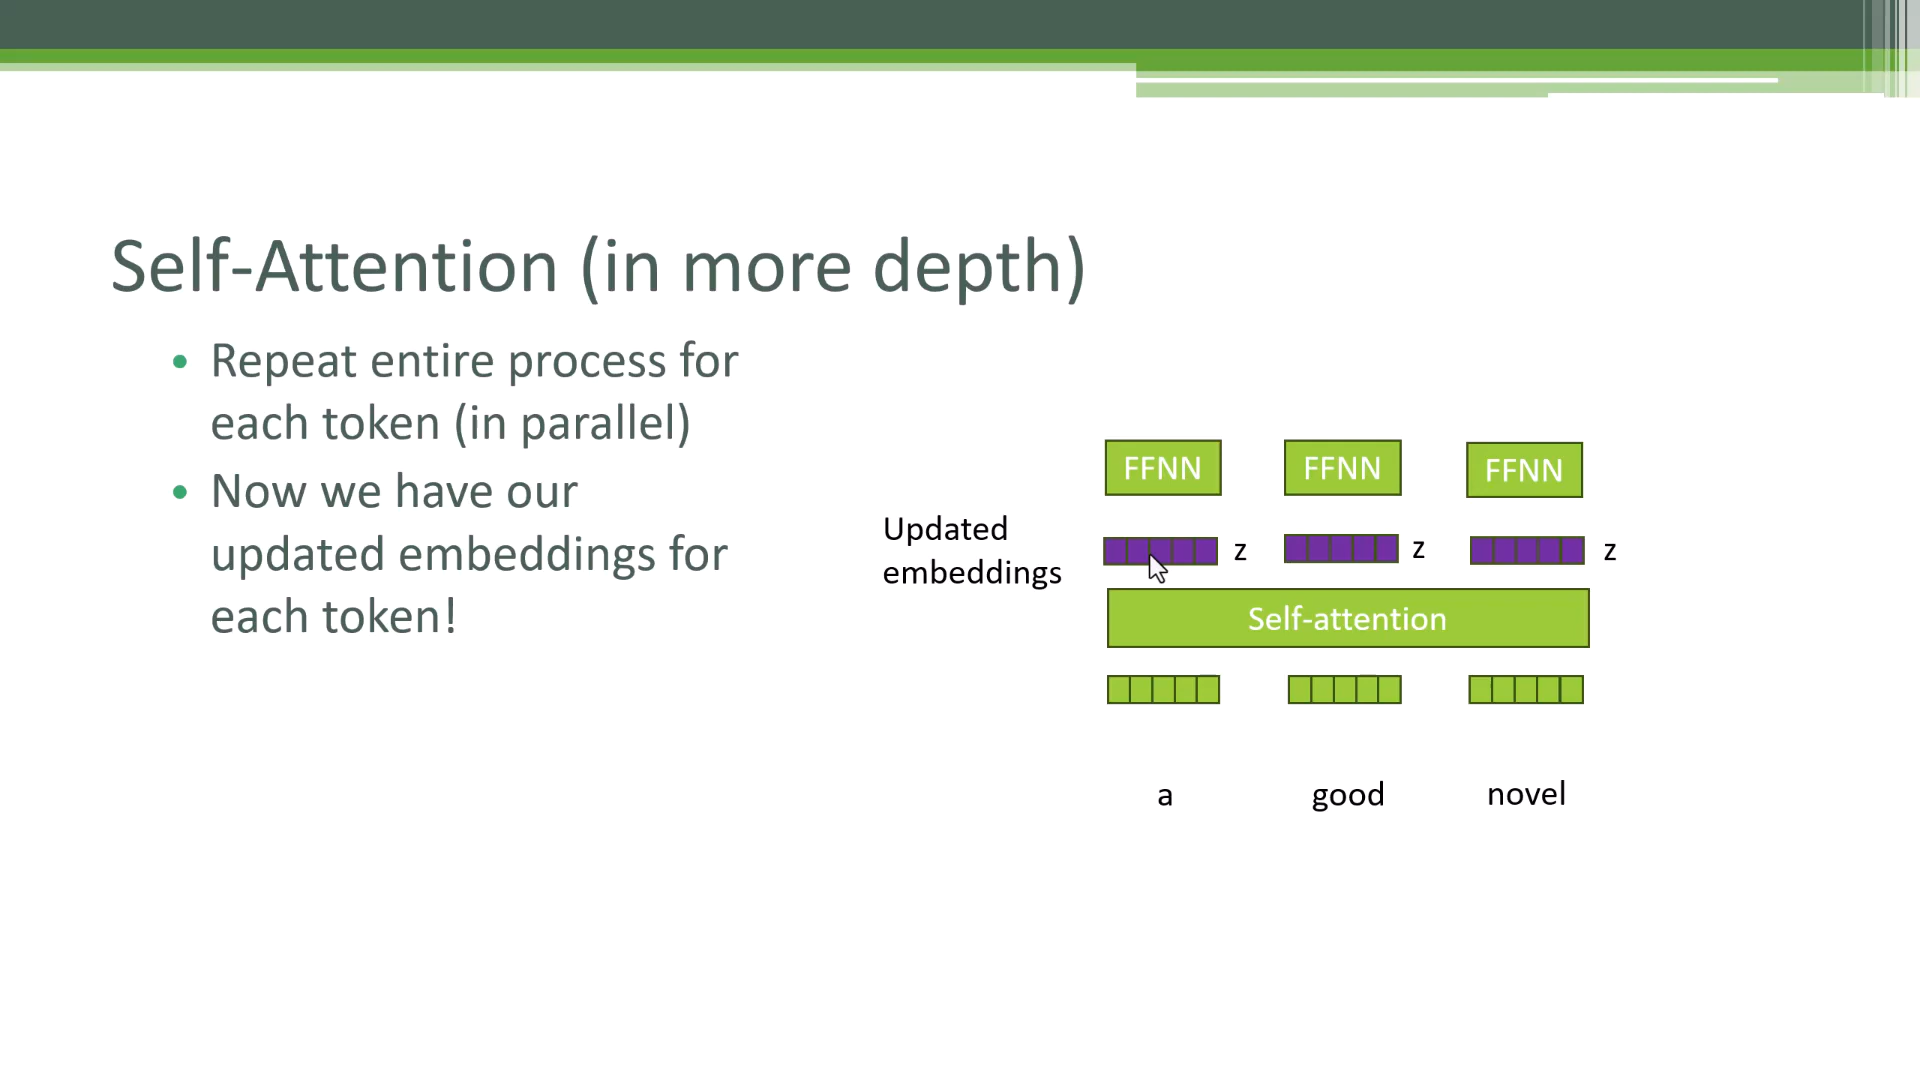 Self-Attention (in more depth)
• Repeat entire process for
each token (in parallel)
• Now we have our
updated embeddings for
each token!
FFNN FFNN FFNN
Updated
embeddings
z z z
Self-attention
a good novel